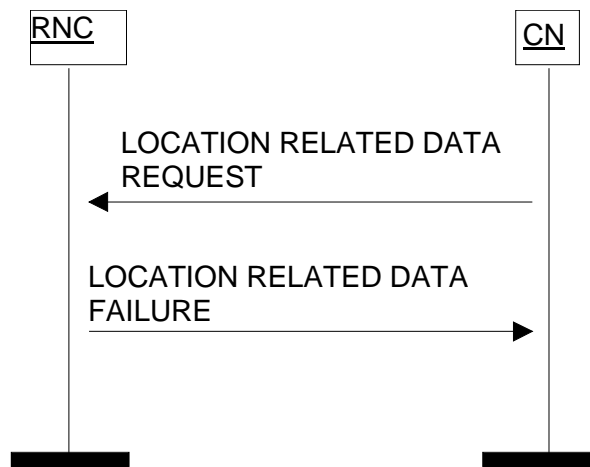 RNC
CN
LOCATION RELATED DATA
REQUEST
LOCATION RELATED DATA
FAILURE